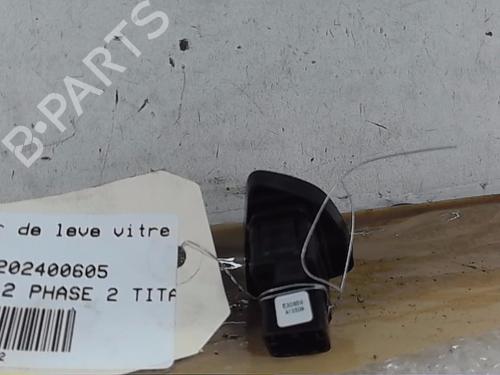 B-PARTS
r de leve vitre
202400605
2 PHASE 2 TITA